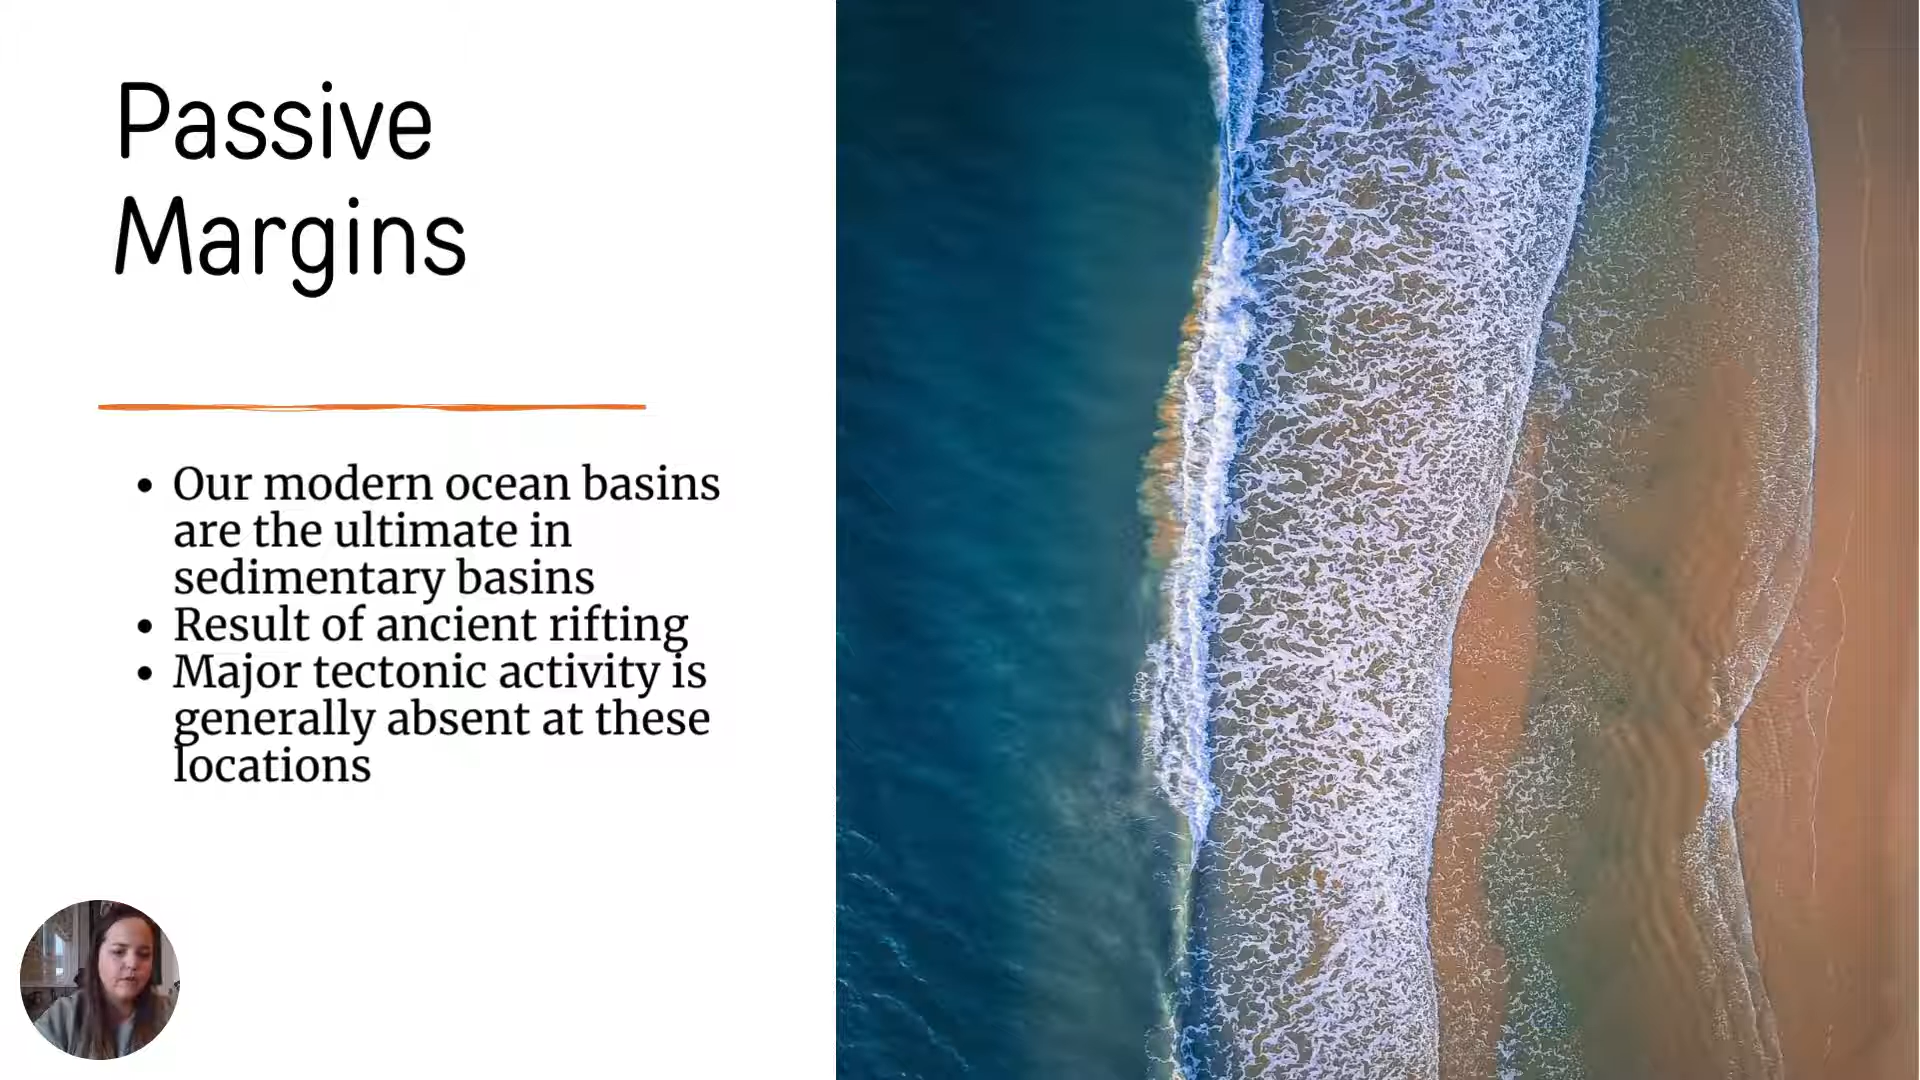 Passive
Margins
• Our modern ocean basins
are the ultimate in
sedimentary basins
• Result of ancient rifting
• Major tectonic activity is
generally absent at these
locations